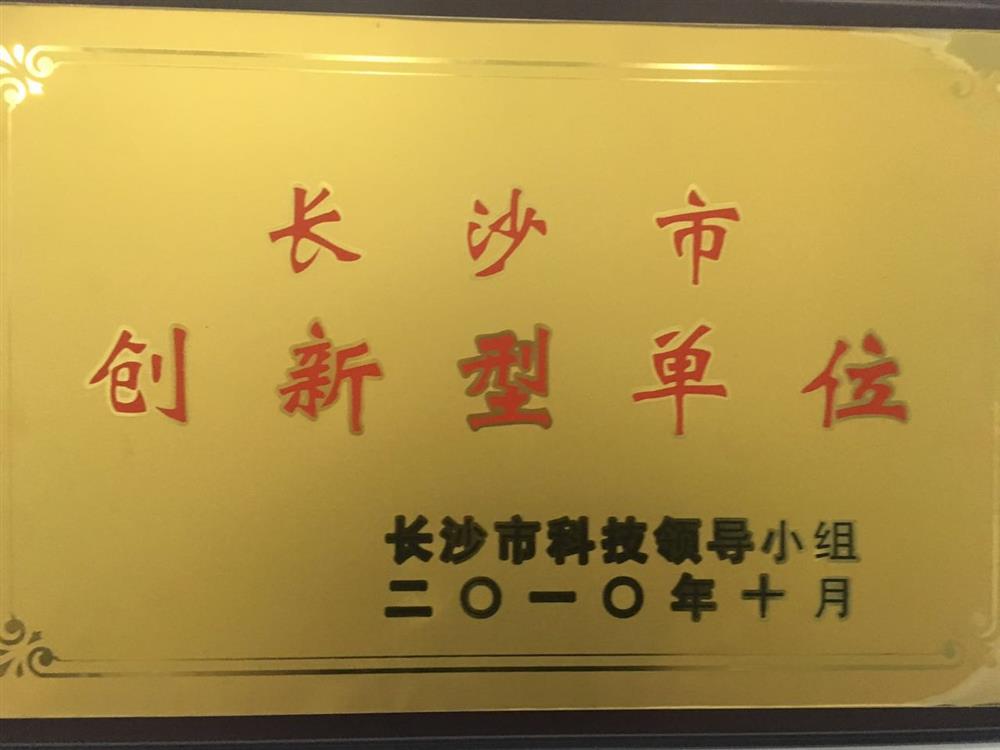 长沙市
创新型单位
长沙市科技领导小组
二〇一〇年十月